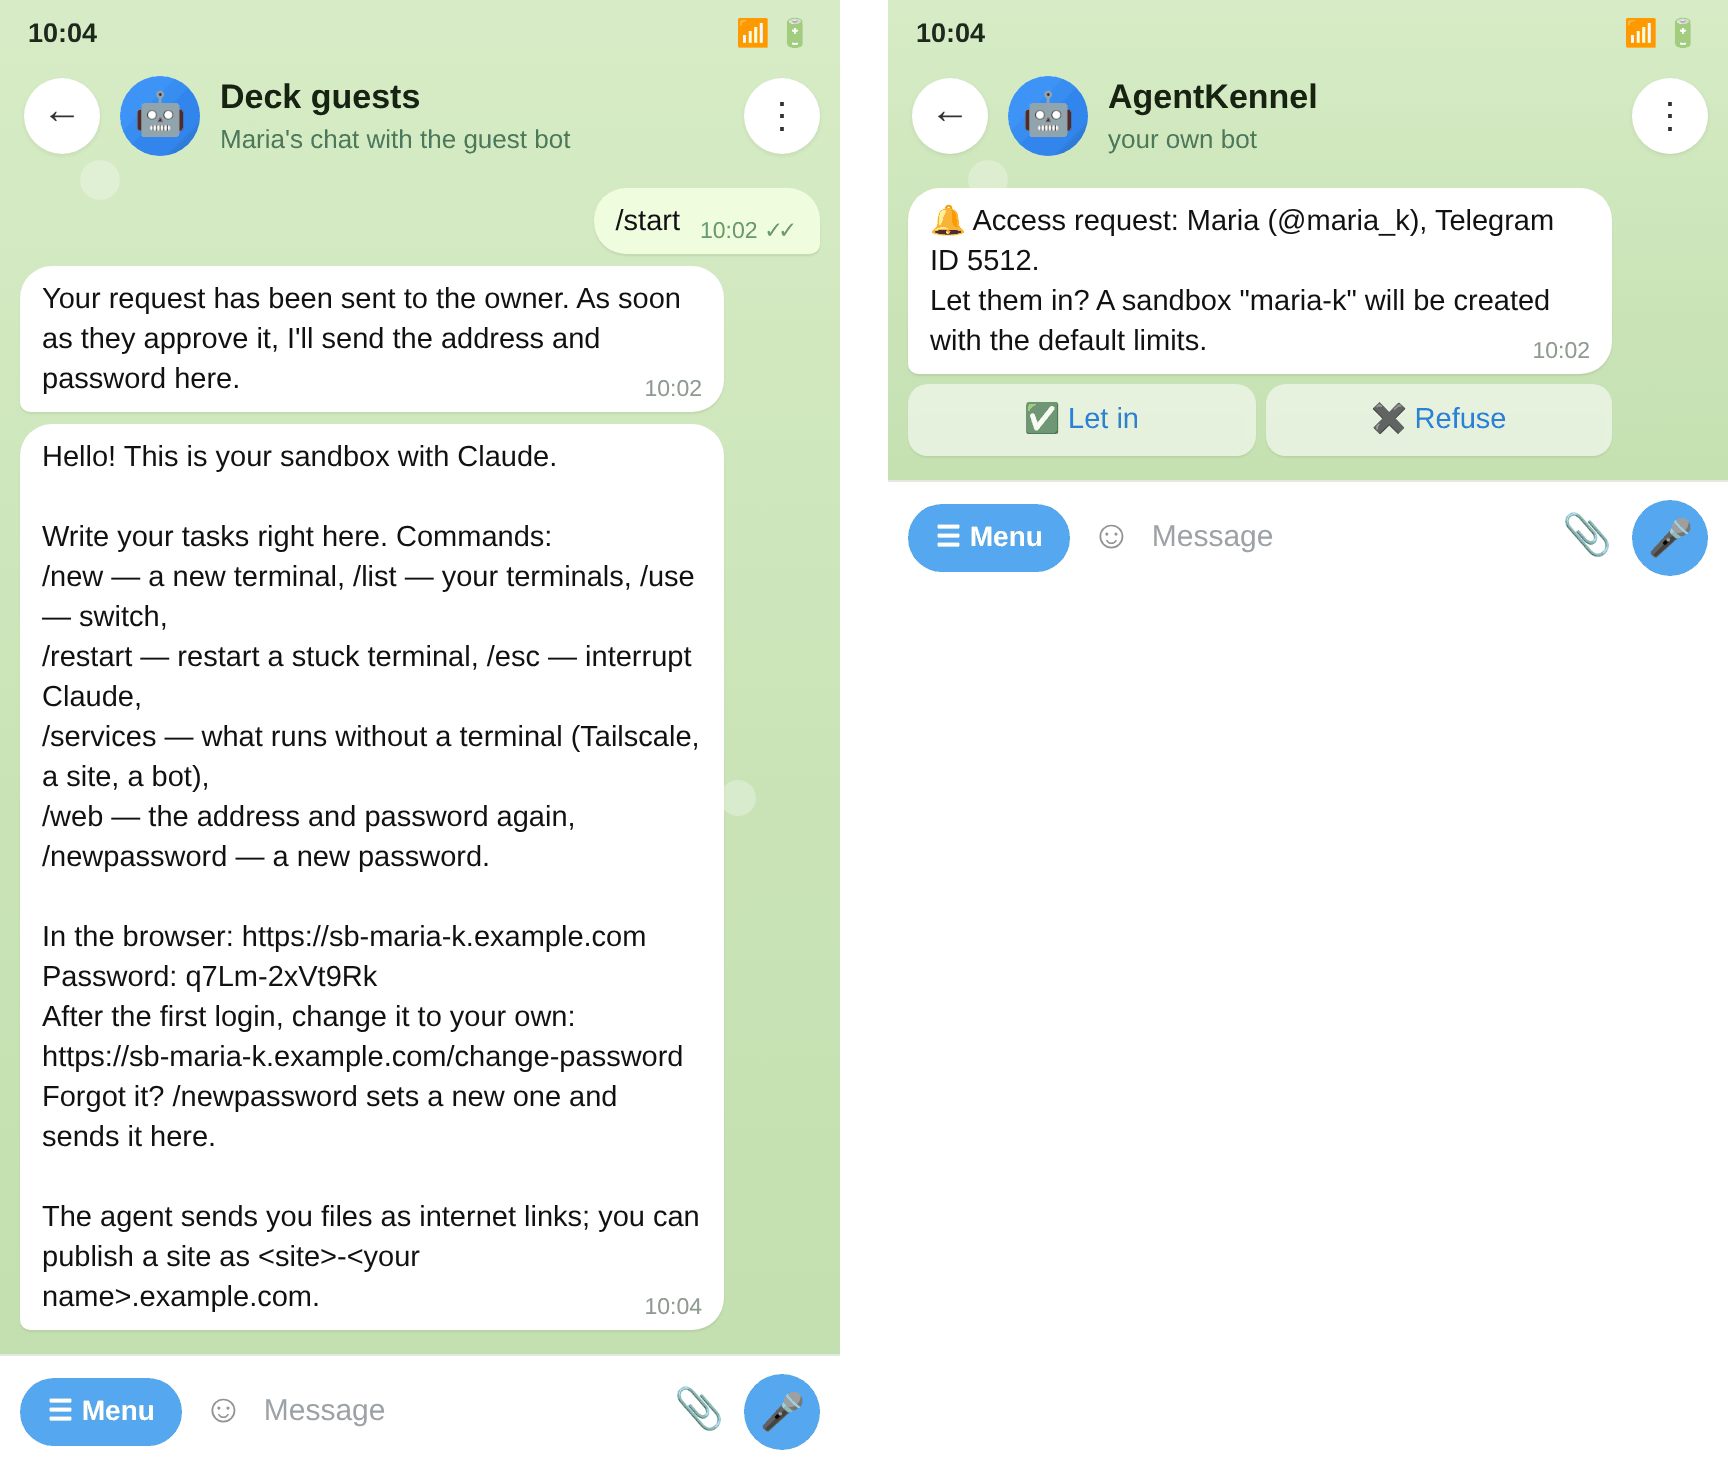 10:04
Deck guests
Maria's chat with the guest bot
/start 10:02
Your request has been sent to the owner. As soon
as they approve it, I'll send the address and
password here. 10:02
Hello! This is your sandbox with Claude.
Write your tasks right here. Commands:
/new — a new terminal, /list — your terminals, /use
— switch,
/restart — restart a stuck terminal, /esc — interrupt
Claude,
/services — what runs without a terminal (Tailscale,
a site, a bot),
/web — the address and password again,
/newpassword — a new password.
In the browser: https://sb-maria-k.example.com
Password: q7Lm-2xVt9Rk
After the first login, change it to your own:
https://sb-maria-k.example.com/change-password
Forgot it? /newpassword sets a new one and
sends it here.
The agent sends you files as internet links; you can
publish a site as <site>-<your
name>.example.com. 10:04
Menu
Message
10:04
AgentKennel
your own bot
Access request: Maria (@maria_k), Telegram
ID 5512.
Let them in? A sandbox "maria-k" will be created
with the default limits. 10:02
Let in
Refuse
Menu
Message